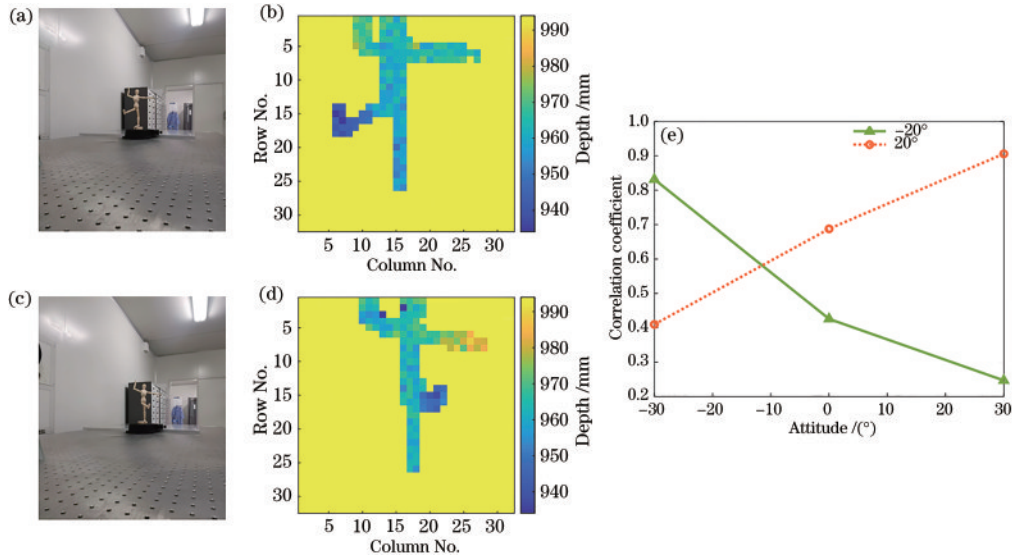 (a)
(b)
5
10
15
20
25
30
Row No.
5 10 15 20 25 30
Column No.
990
980
970
960
950
940
Depth /mm
(c)
(d)
5
10
15
20
25
30
Row No.
5 10 15 20 25 30
Column No.
990
980
970
960
950
940
Depth /mm
(e)
−20°
20°
1.0
0.9
0.8
0.7
0.6
0.5
0.4
0.3
0.2
Correlation coefficient
−30 −20 −10 0 10 20 30
Attitude /(°)